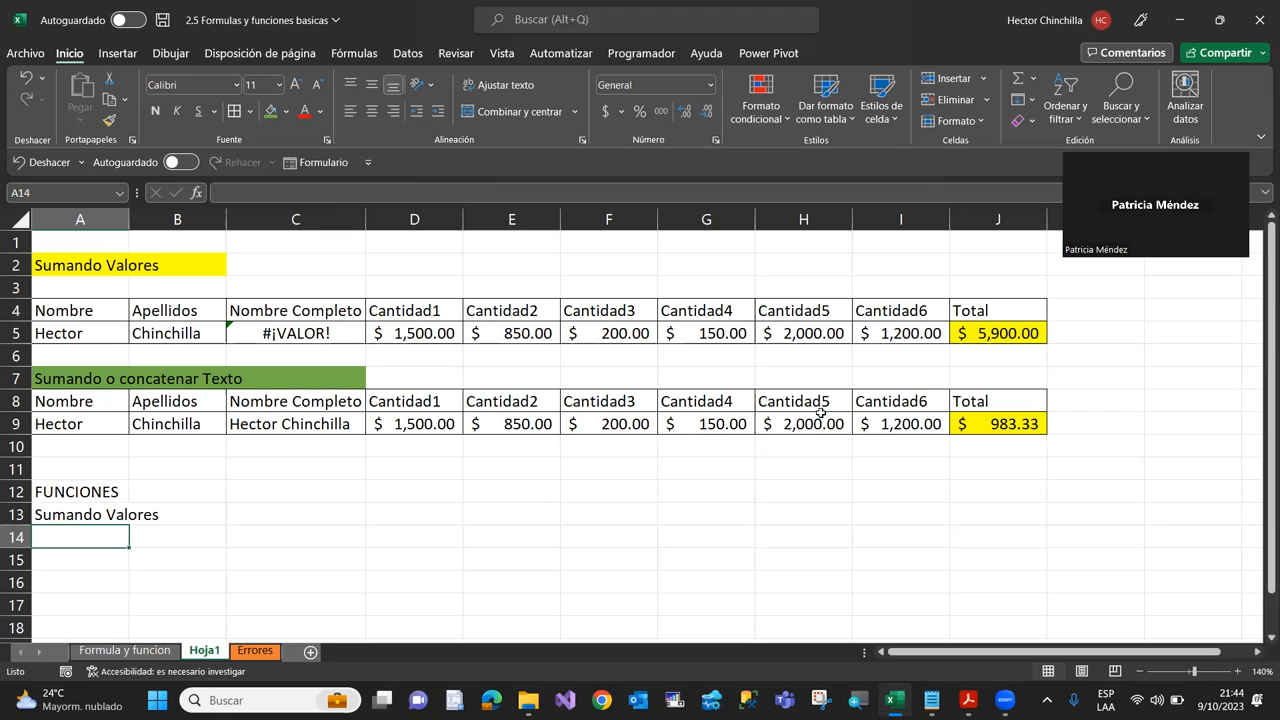 Autoguardado 2.5 Formulas y funciones basicas Buscar (Alt+Q) Hector Chinchilla HC
Archivo Inicio Insertar Dibujar Disposición de página Fórmulas Datos Revisar Vista Automatizar Programador Ayuda Power Pivot Comentarios Compartir
Pegar
Calibri 11
N K S
Ajustar texto
Combinar y centrar
General
$ % 000
Formato condicional
Dar formato como tabla
Estilos de celda
Insertar
Eliminar
Formato
Ordenar y filtrar
Buscar y seleccionar
Analizar datos
Deshacer Portapapeles Fuente Alineación Número Estilos Celdas Edición Análisis
Deshacer Autoguardado Rehacer Formulario
Patricia Méndez
Patricia Méndez
A14 fx
A B C D E F G H I J
1
2 Sumando Valores
3
4 Nombre Apellidos Nombre Completo Cantidad1 Cantidad2 Cantidad3 Cantidad4 Cantidad5 Cantidad6 Total
5 Hector Chinchilla #¡VALOR! $ 1,500.00 $ 850.00 $ 200.00 $ 150.00 $ 2,000.00 $ 1,200.00 $ 5,900.00
6
7 Sumando o concatenar Texto
8 Nombre Apellidos Nombre Completo Cantidad1 Cantidad2 Cantidad3 Cantidad4 Cantidad5 Cantidad6 Total
9 Hector Chinchilla Hector Chinchilla $ 1,500.00 $ 850.00 $ 200.00 $ 150.00 $ 2,000.00 $ 1,200.00 $ 983.33
10
11
12 FUNCIONES
13 Sumando Valores
14
15
16
17
18
Formula y funcion Hoja1 Errores
Listo Accesibilidad: es necesario investigar 140%
24°C
Mayorm. nublado
Buscar
ESP
LAA
21:44
9/10/2023